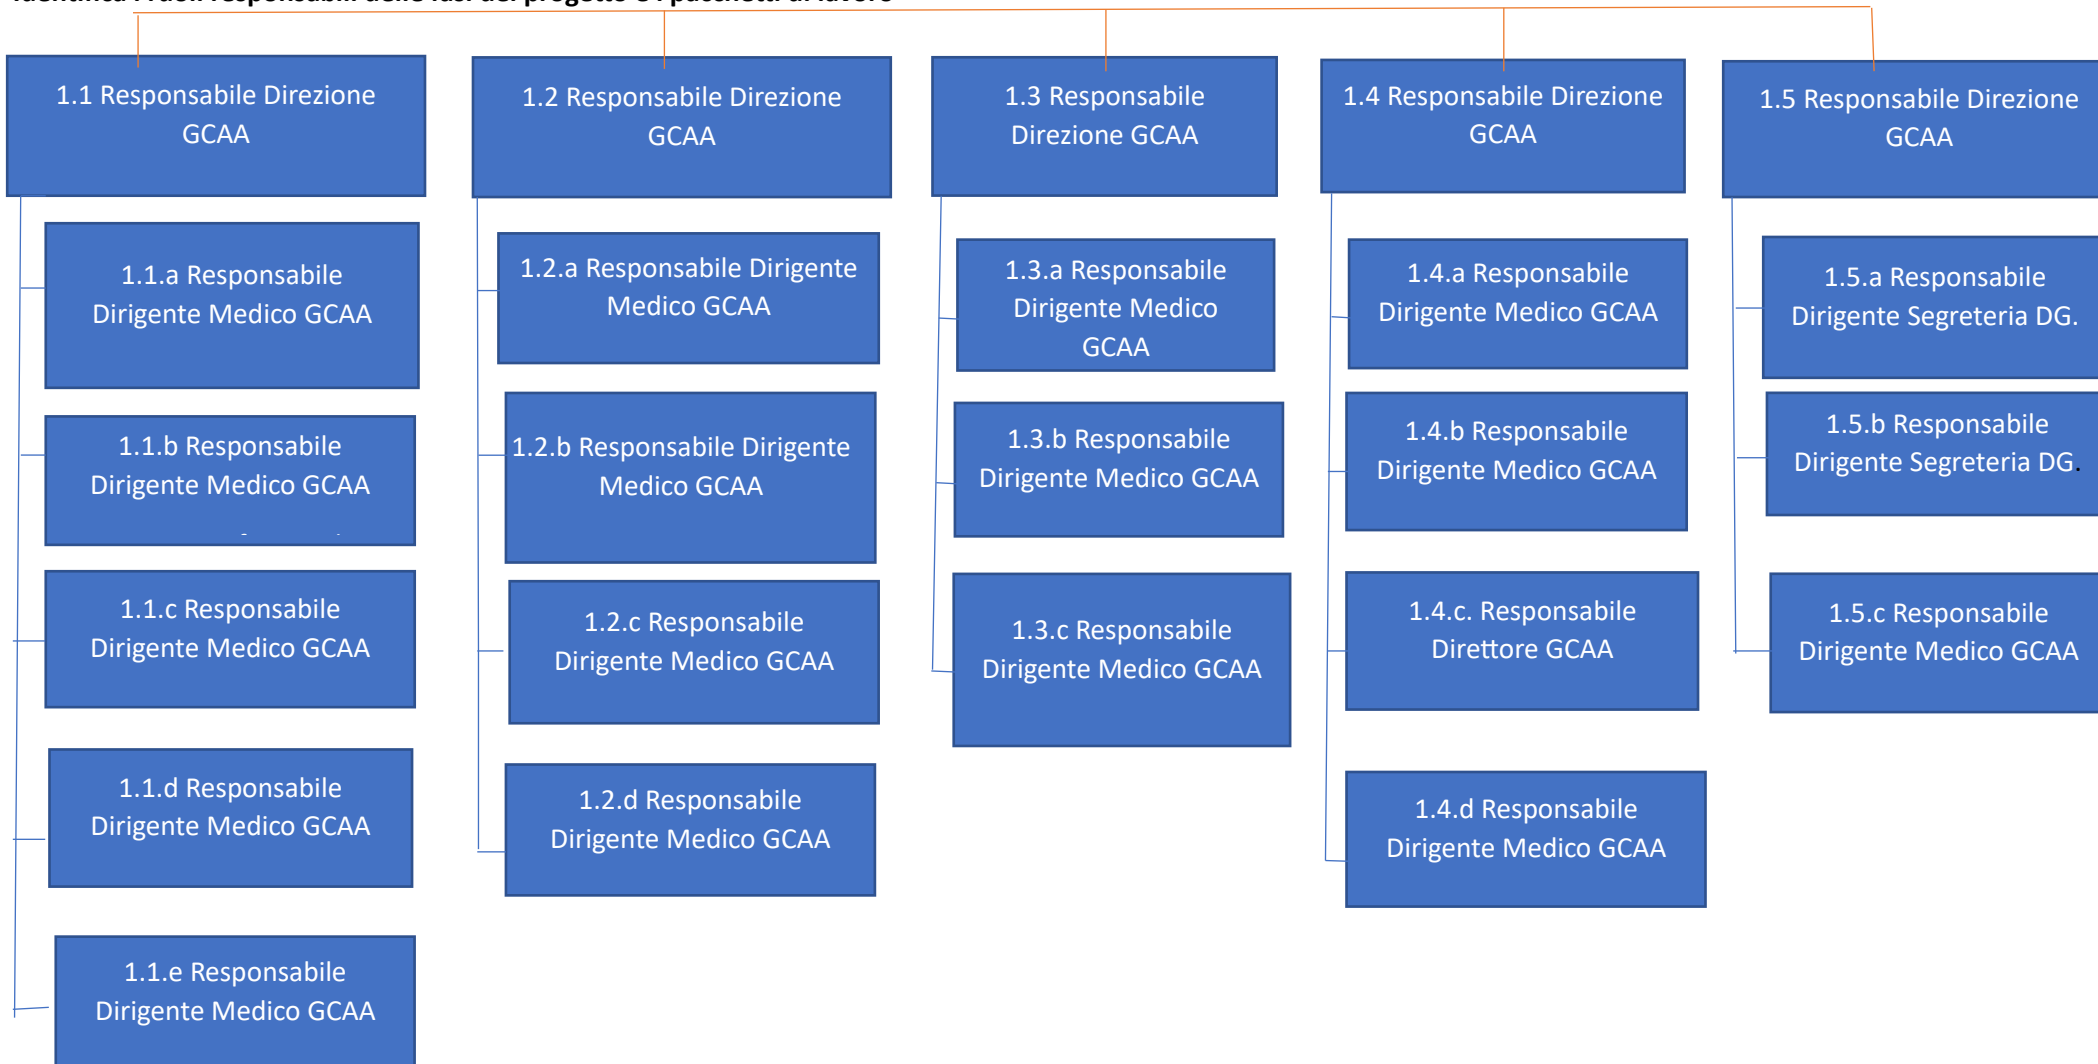 1.1 Responsabile Direzione
GCAA
1.2 Responsabile Direzione
GCAA
1.3 Responsabile
Direzione GCAA
1.4 Responsabile Direzione
GCAA
1.5 Responsabile Direzione
GCAA
1.1.a Responsabile
Dirigente Medico GCAA
1.1.b Responsabile
Dirigente Medico GCAA
1.1.c Responsabile
Dirigente Medico GCAA
1.1.d Responsabile
Dirigente Medico GCAA
1.1.e Responsabile
Dirigente Medico GCAA
1.2.a Responsabile Dirigente
Medico GCAA
1.2.b Responsabile Dirigente
Medico GCAA
1.2.c Responsabile
Dirigente Medico GCAA
1.2.d Responsabile
Dirigente Medico GCAA
1.3.a Responsabile
Dirigente Medico
GCAA
1.3.b Responsabile
Dirigente Medico GCAA
1.3.c Responsabile
Dirigente Medico GCAA
1.4.a Responsabile
Dirigente Medico GCAA
1.4.b Responsabile
Dirigente Medico GCAA
1.4.c. Responsabile
Direttore GCAA
1.4.d Responsabile
Dirigente Medico GCAA
1.5.a Responsabile
Dirigente Segreteria DG.
1.5.b Responsabile
Dirigente Segreteria DG.
1.5.c Responsabile
Dirigente Medico GCAA